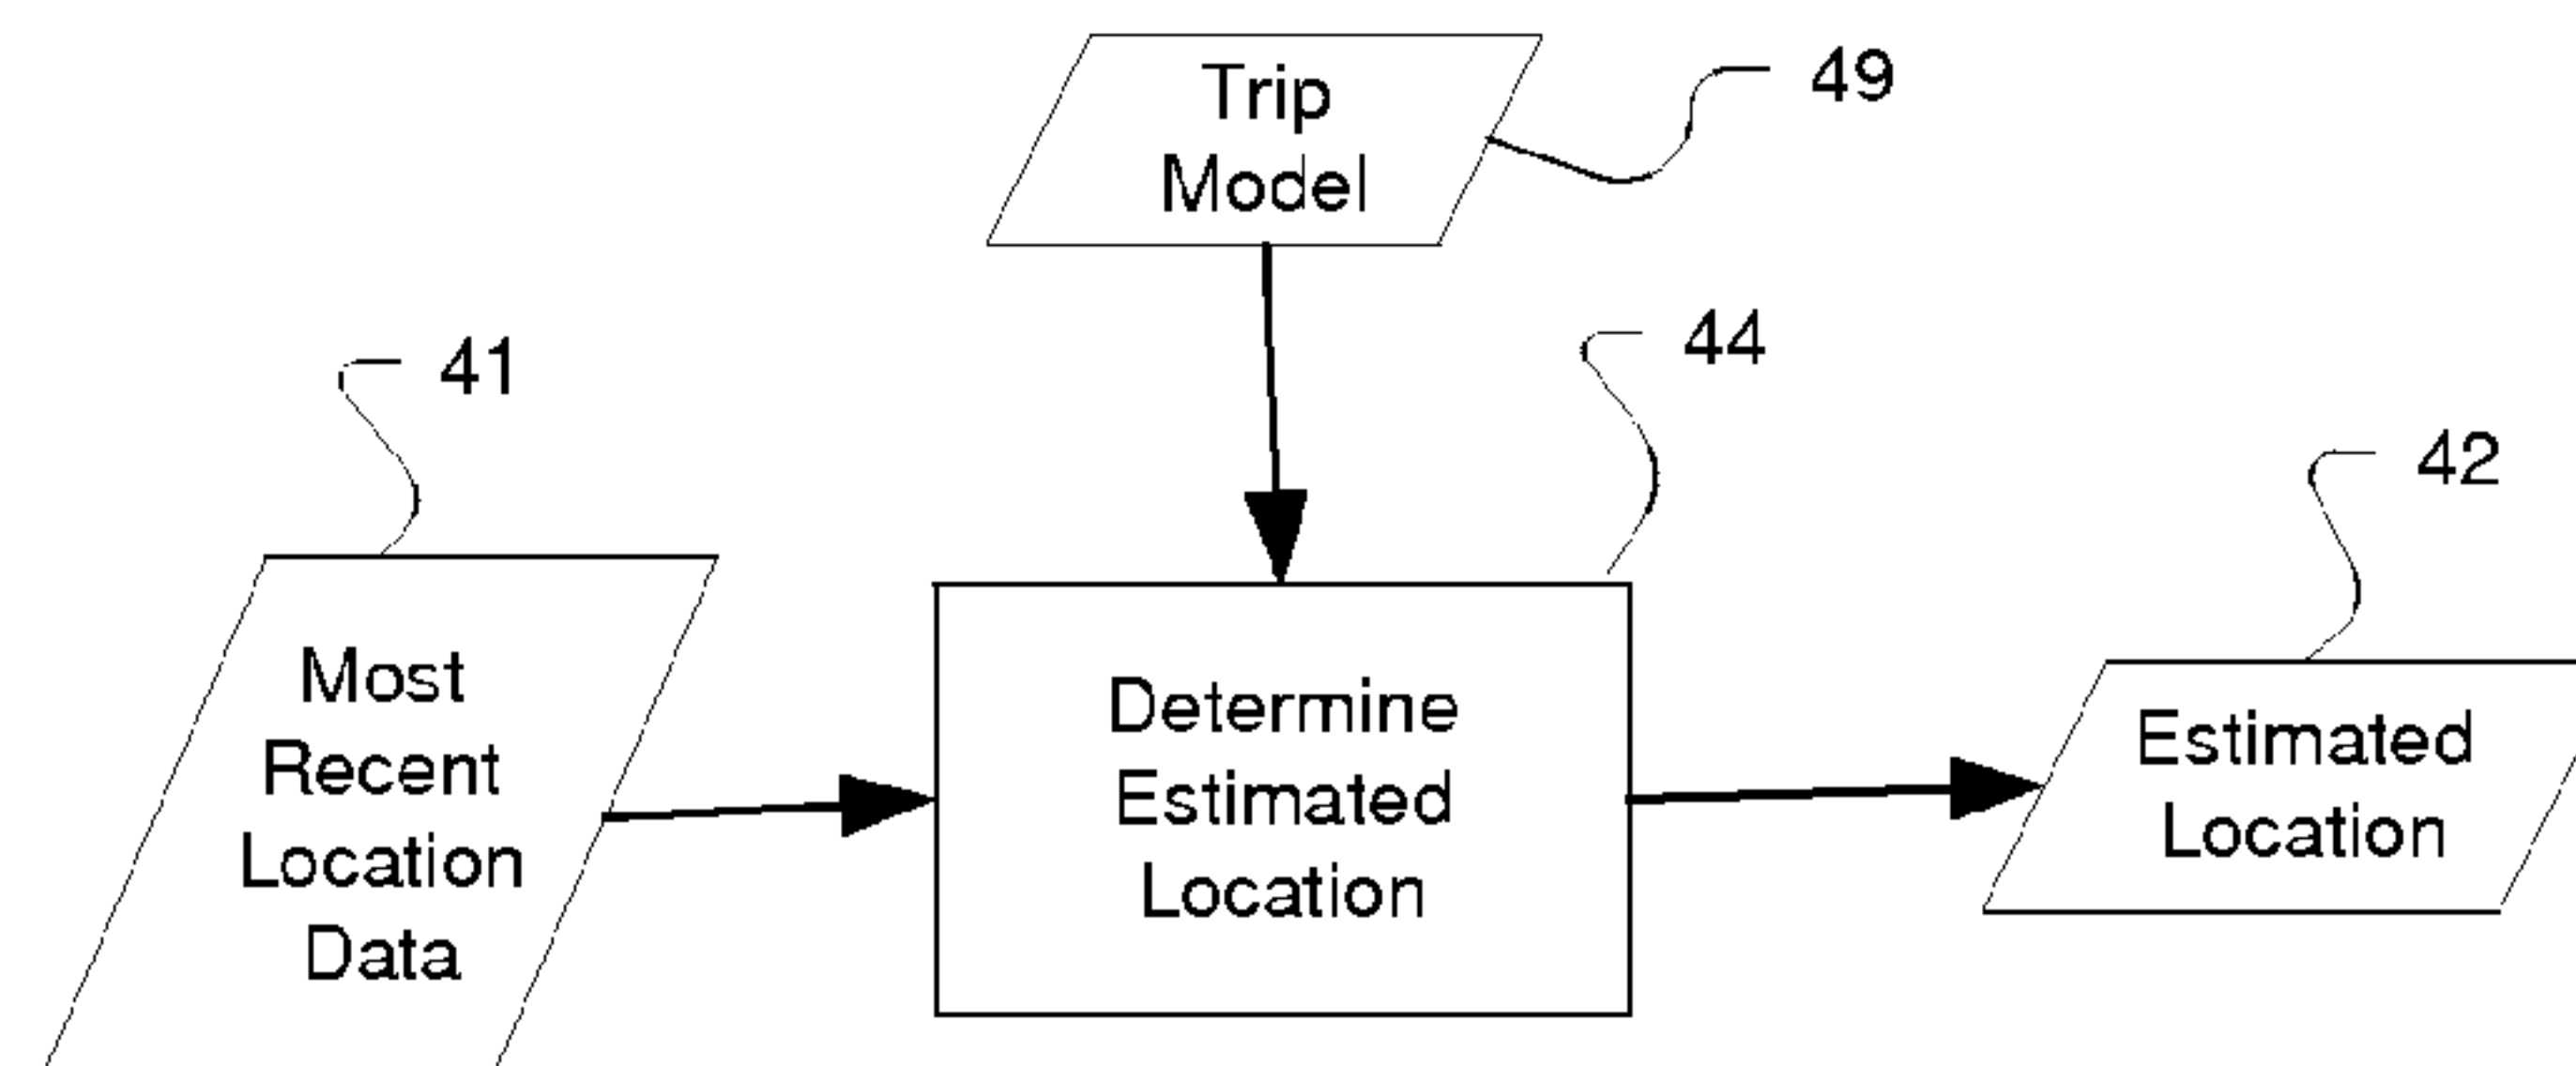 Trip
Model
49
41
44
42
Most
Recent
Location
Data
Determine
Estimated
Location
Estimated
Location